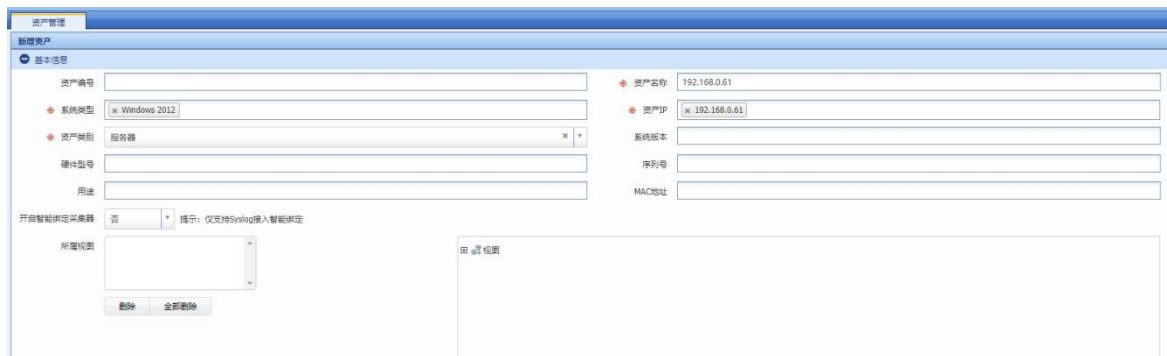 资产管理
新增资产
基本信息
资产编号
资产名称 192.168.0.61
系统类型 Windows 2012
资产IP 192.168.0.61
资产类别 服务器
系统版本
硬件型号
序列号
用途
MAC地址
开启智能绑定采集器 否 提示：仅支持Syslog接入智能绑定
所属视图
视图
删除 全部删除